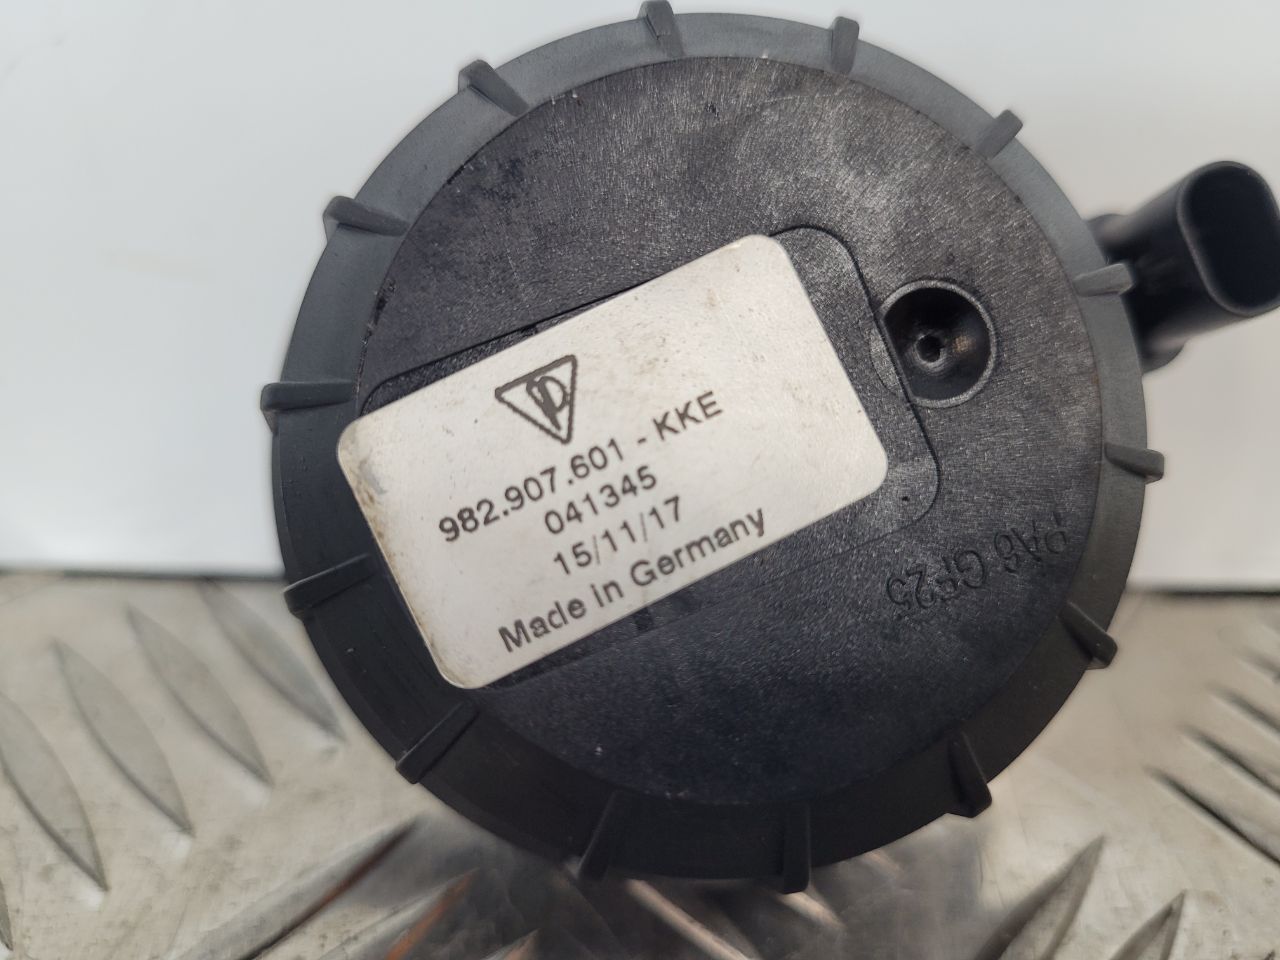 982.907.601 - KKE
041345
15/11/17
Made in Germany
PA6 GF25